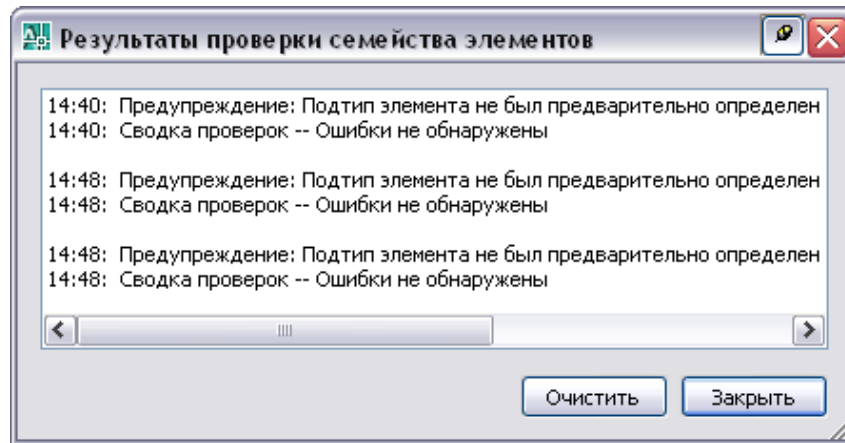 Результаты проверки семейства элементов
14:40: Предупреждение: Подтип элемента не был предварительно определен
14:40: Сводка проверок -- Ошибки не обнаружены
14:48: Предупреждение: Подтип элемента не был предварительно определен
14:48: Сводка проверок -- Ошибки не обнаружены
14:48: Предупреждение: Подтип элемента не был предварительно определен
14:48: Сводка проверок -- Ошибки не обнаружены
Очистить Закрыть